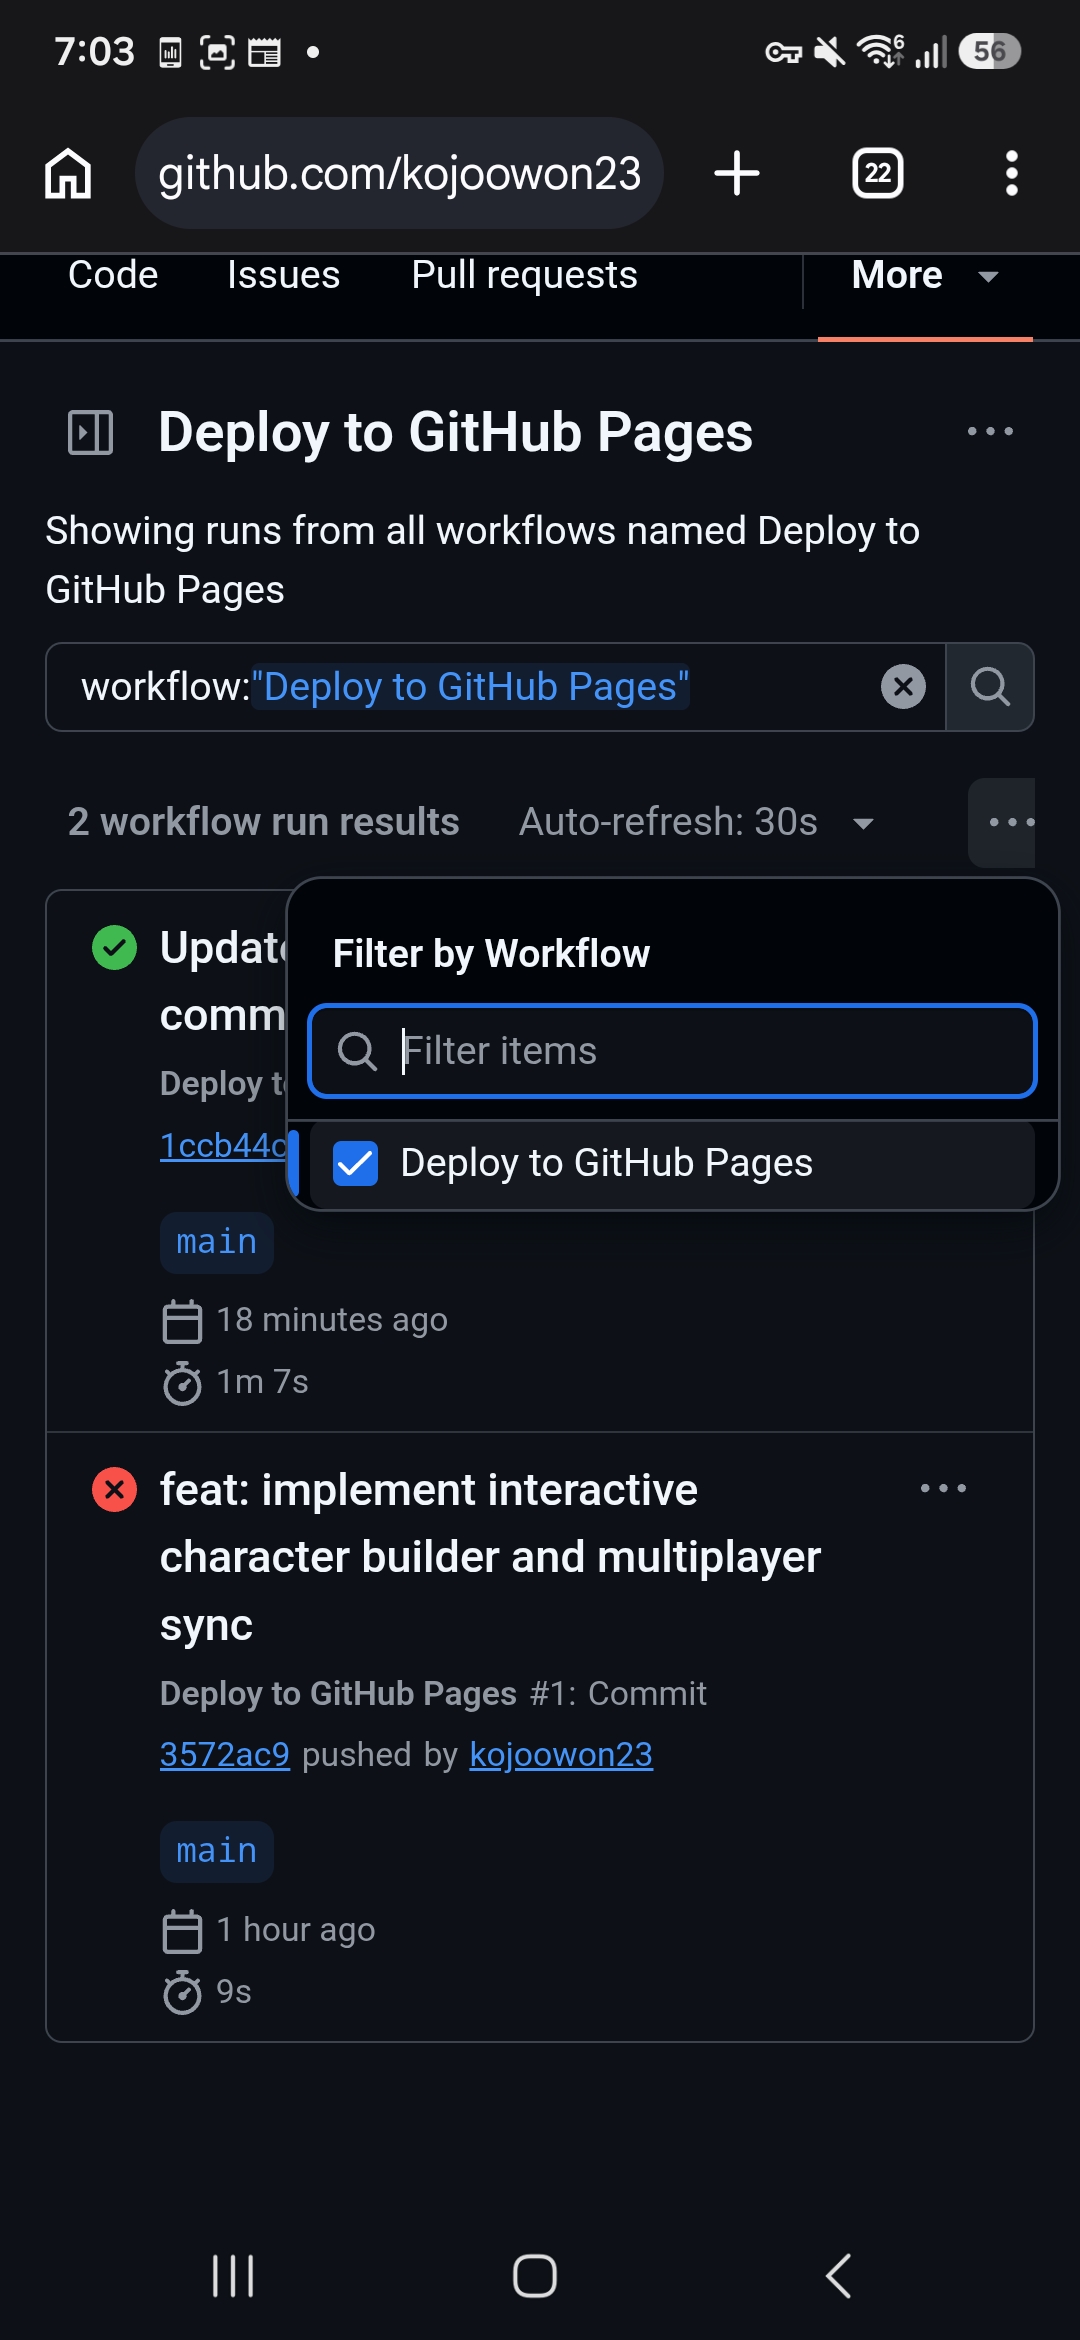 7:03
6
56
github.com/kojoowon23
22
Code Issues Pull requests More
Deploy to GitHub Pages
Showing runs from all workflows named Deploy to
GitHub Pages
workflow:"Deploy to GitHub Pages"
2 workflow run results Auto-refresh: 30s
Filter by Workflow
Filter items
Deploy to GitHub Pages
Update
comm
Deploy to
1ccb44c
main
18 minutes ago
1m 7s
feat: implement interactive
character builder and multiplayer
sync
Deploy to GitHub Pages #1: Commit
3572ac9 pushed by kojoowon23
main
1 hour ago
9s